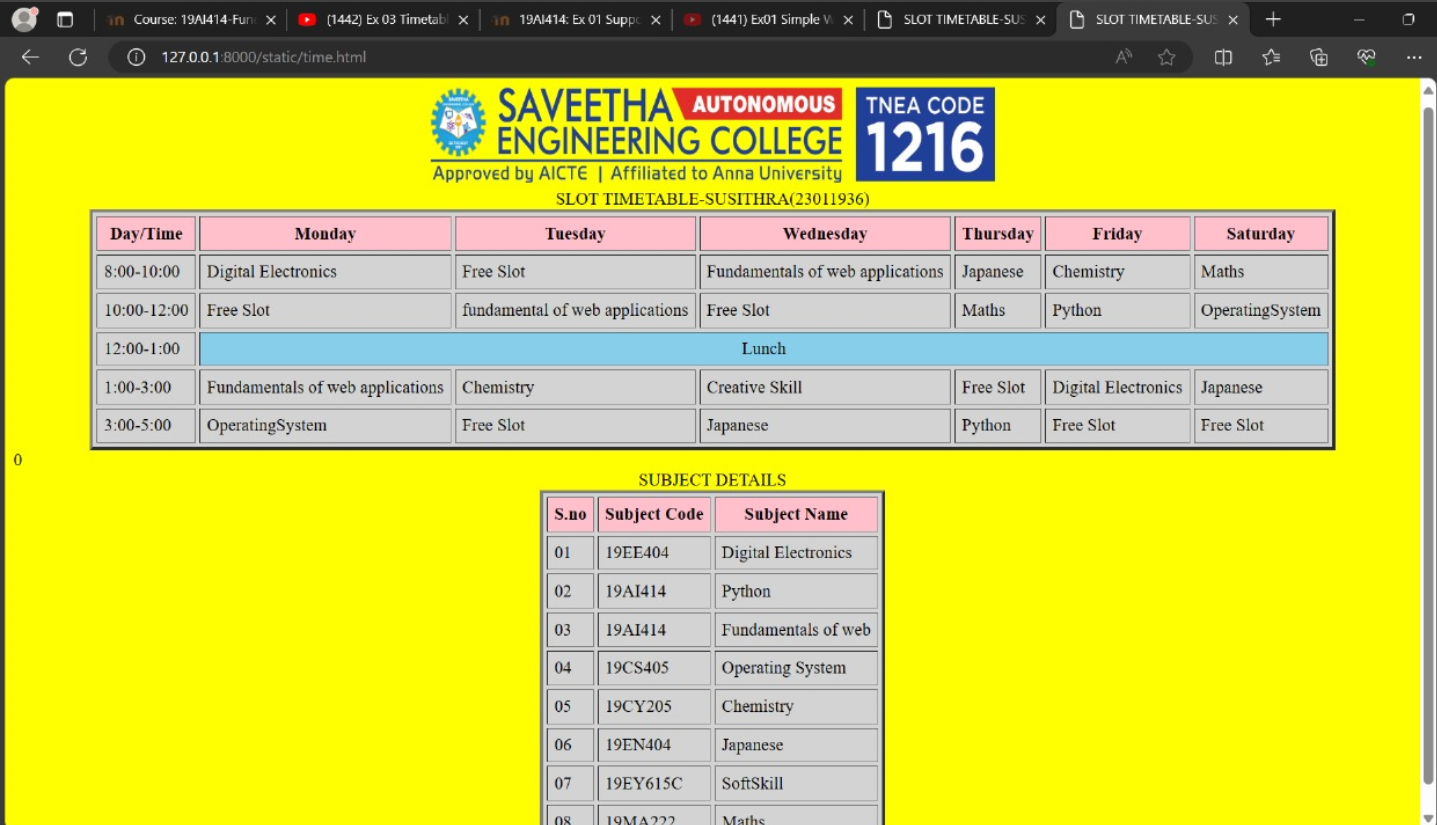 Course: 19AI414-Fun
(1442) Ex 03 Timetabl
19AI414: Ex 01 Suppo
(1441) Ex01 Simple W
SLOT TIMETABLE-SUS
SLOT TIMETABLE-SUS
127.0.0.1:8000/static/time.html
SAVEETHA AUTONOMOUS
ENGINEERING COLLEGE
Approved by AICTE | Affiliated to Anna University
TNEA CODE
1216
SLOT TIMETABLE-SUSITHRA(23011936)
Day/Time Monday Tuesday Wednesday Thursday Friday Saturday
8:00-10:00 Digital Electronics Free Slot Fundamentals of web applications Japanese Chemistry Maths
10:00-12:00 Free Slot fundamental of web applications Free Slot Maths Python OperatingSystem
12:00-1:00 Lunch
1:00-3:00 Fundamentals of web applications Chemistry Creative Skill Free Slot Digital Electronics Japanese
3:00-5:00 OperatingSystem Free Slot Japanese Python Free Slot Free Slot
0
SUBJECT DETAILS
S.no Subject Code Subject Name
01 19EE404 Digital Electronics
02 19AI414 Python
03 19AI414 Fundamentals of web
04 19CS405 Operating System
05 19CY205 Chemistry
06 19EN404 Japanese
07 19EY615C SoftSkill
08 19MA222 Maths